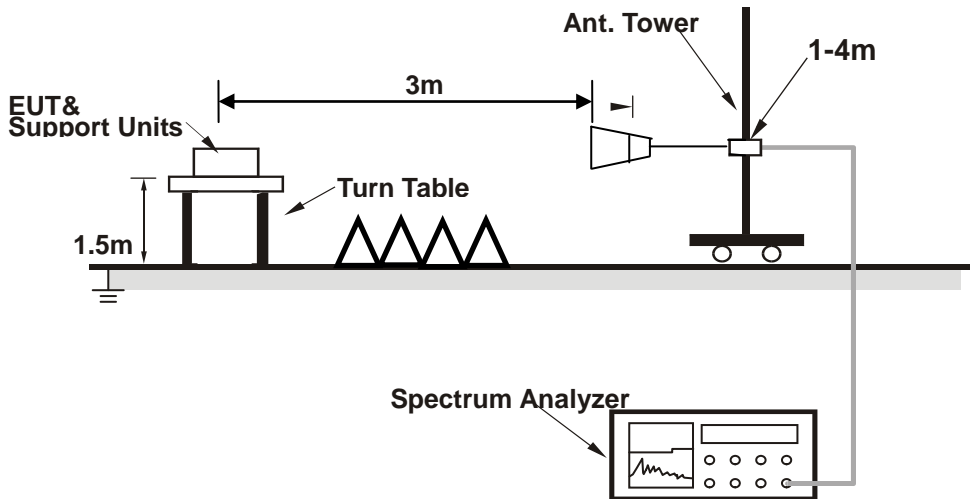 Ant. Tower
1-4m
3m
EUT&
Support Units
Turn Table
1.5m
Spectrum Analyzer